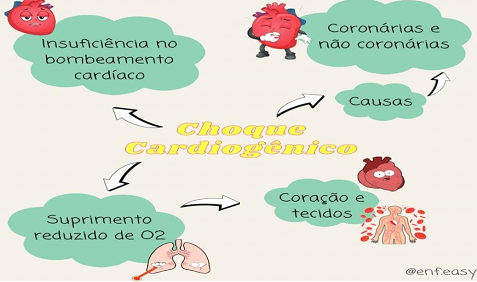 Insuficiência no
bombeamento
cardíaco
Coronárias e
não coronárias
Causas
Choque
Cardiogênico
Suprimento
reduzido de O2
Coração e
tecidos
@enf.easy